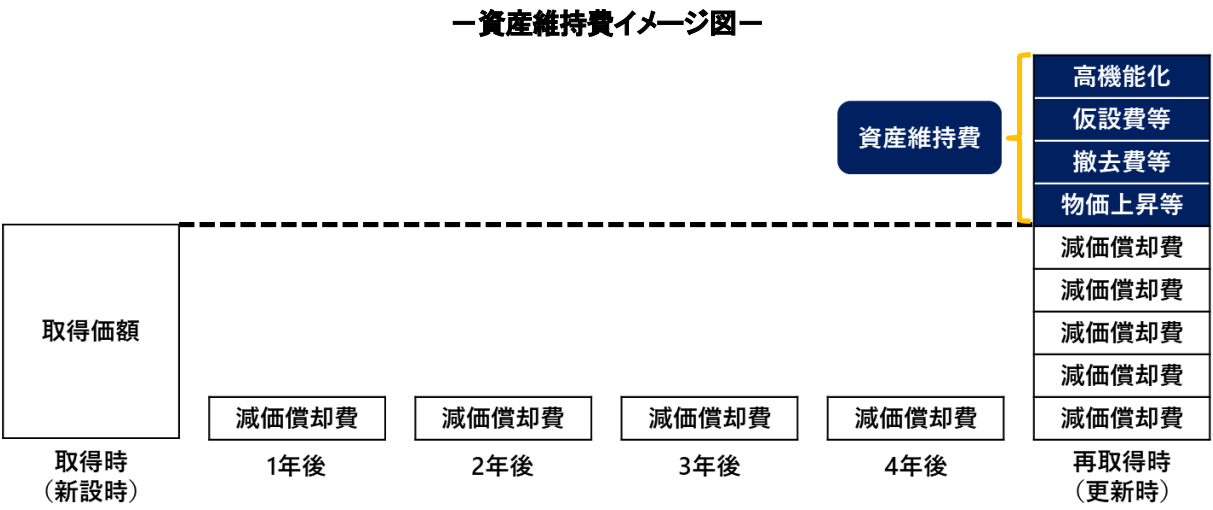 －資産維持費イメージ図－
高機能化
仮設費等
撤去費等
物価上昇等
資産維持費
取得価額
減価償却費
減価償却費
減価償却費
減価償却費
減価償却費
減価償却費
減価償却費
減価償却費
減価償却費
取得時
（新設時）
1年後
2年後
3年後
4年後
再取得時
（更新時）